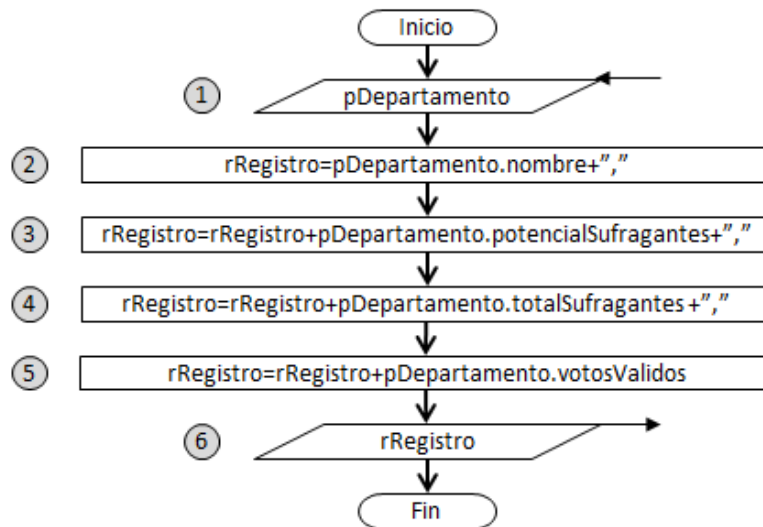 Inicio
1 pDepartamento
2 rRegistro=pDepartamento.nombre+”,”
3 rRegistro=rRegistro+pDepartamento.potencialSufragantes+”,”
4 rRegistro=rRegistro+pDepartamento.totalSufragantes +”,”
5 rRegistro=rRegistro+pDepartamento.votosValidos
6 rRegistro
Fin